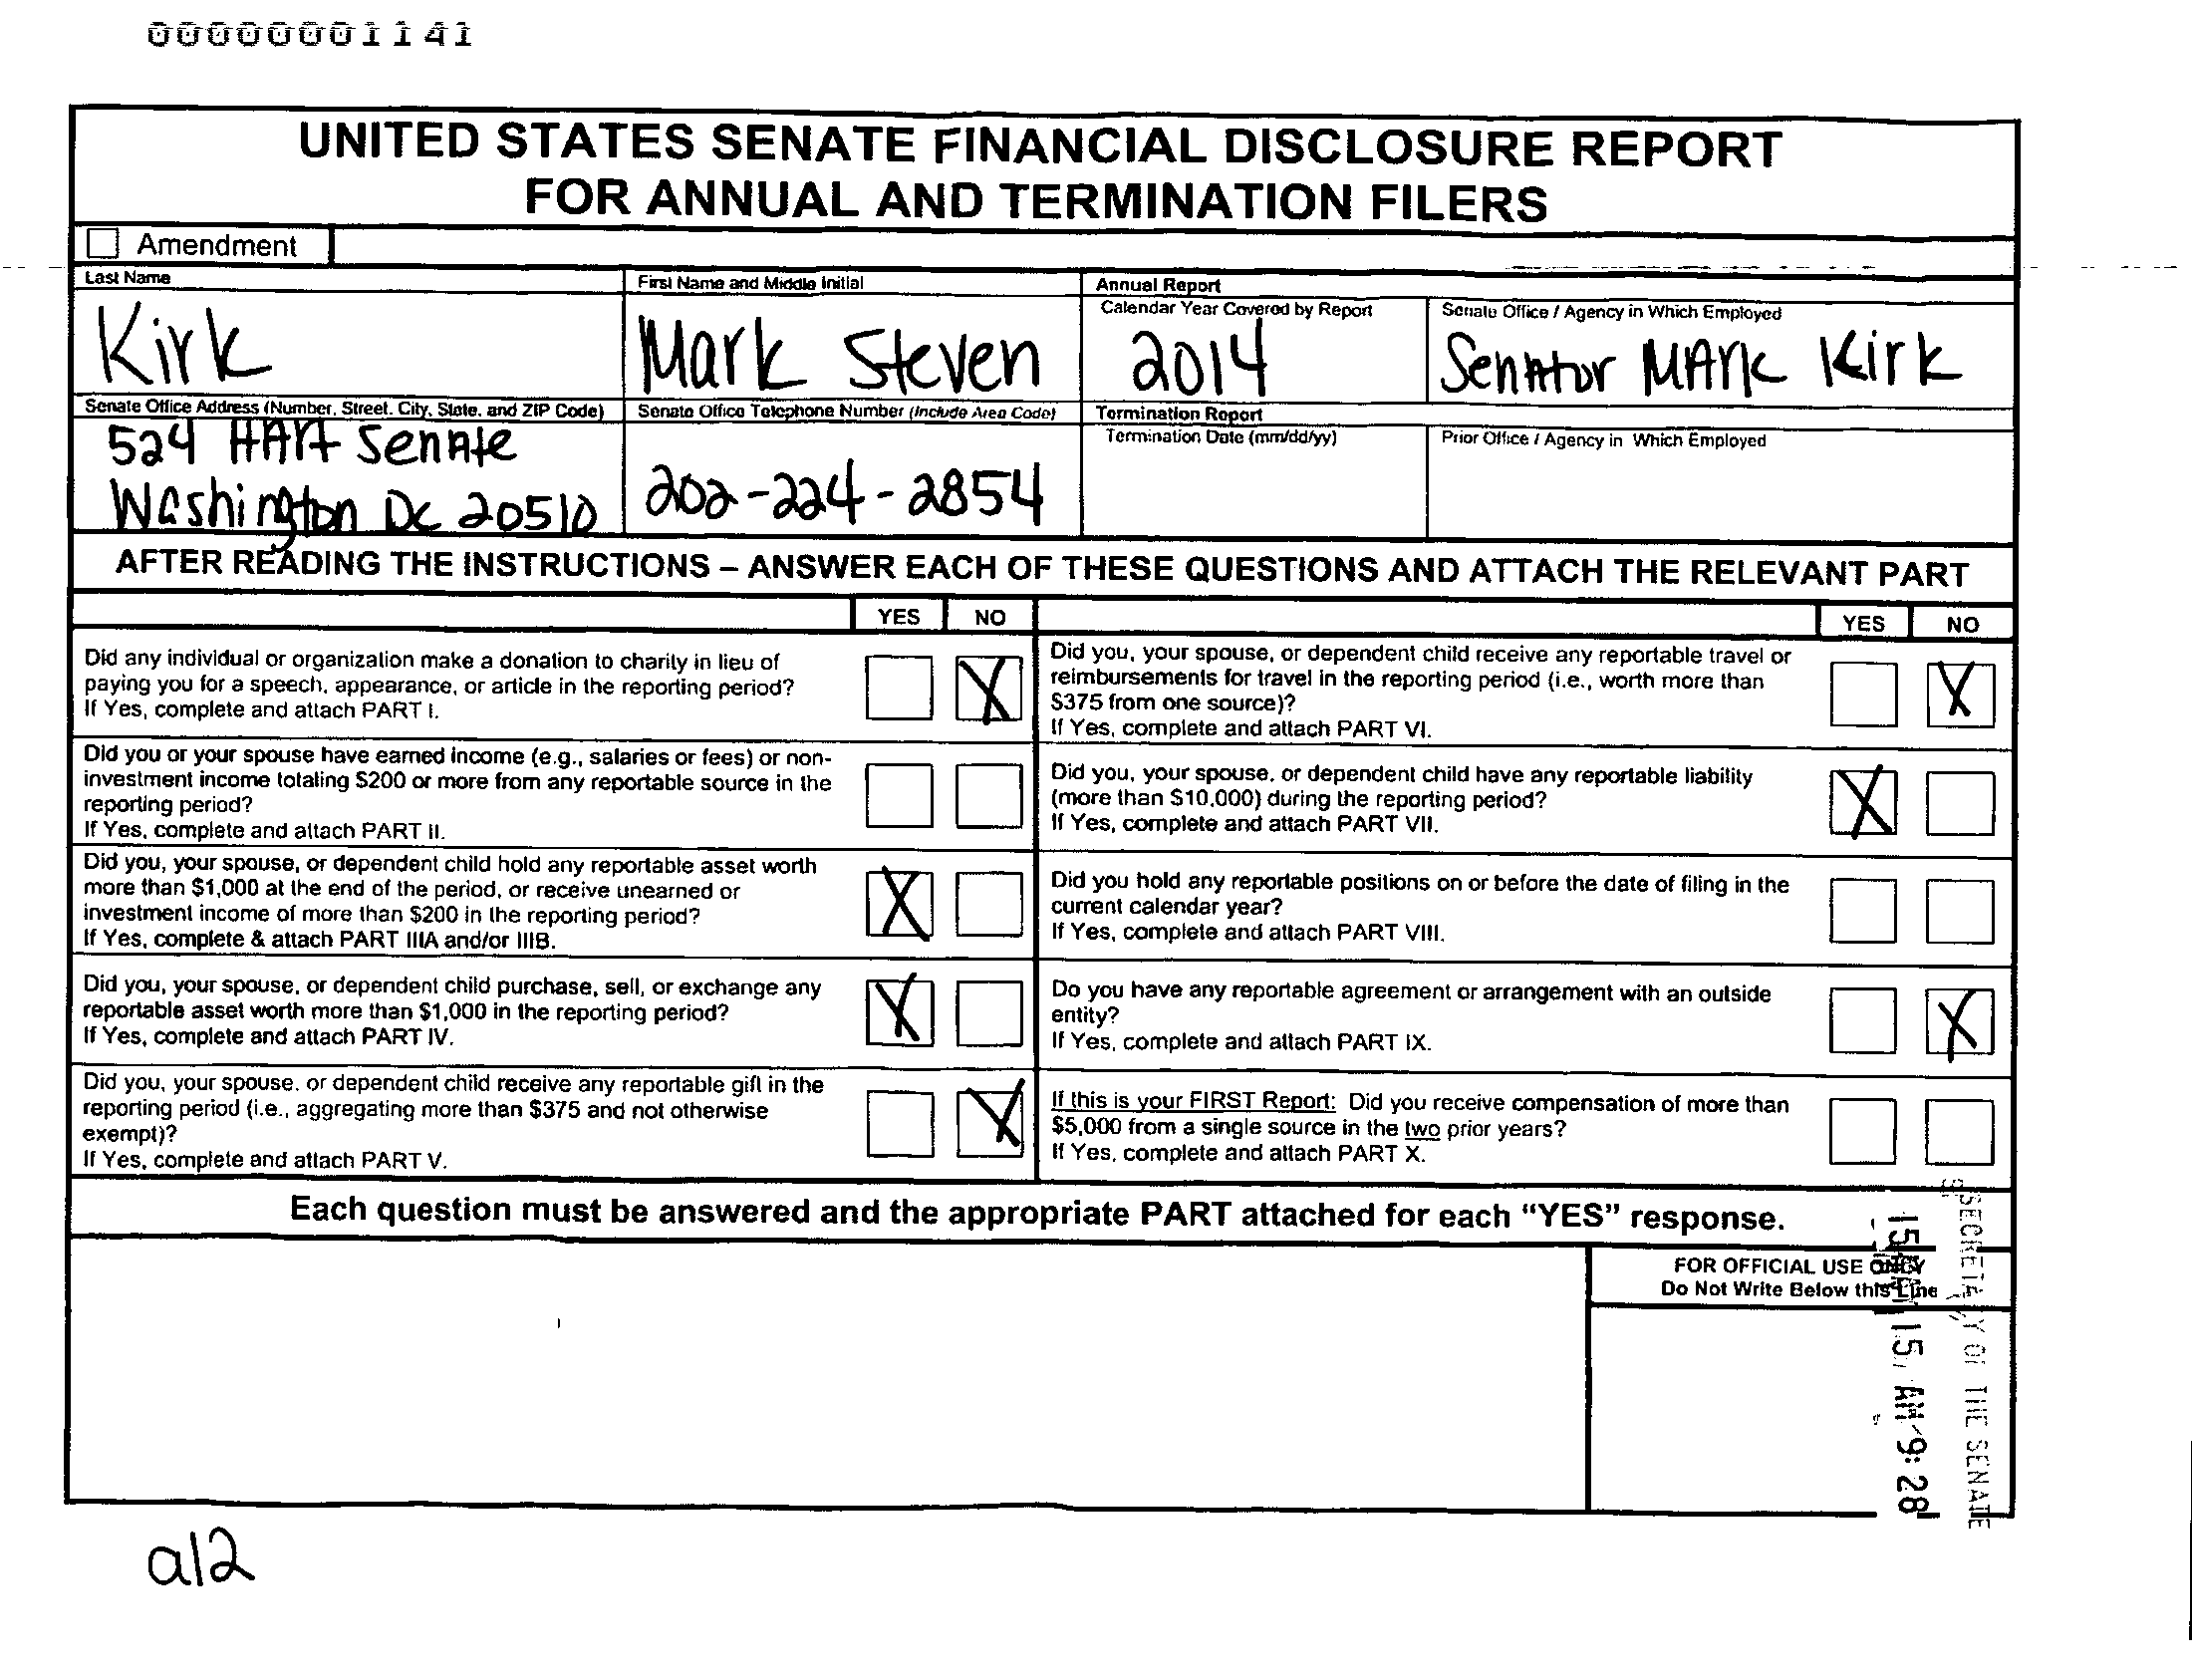 00000001141
UNITED STATES SENATE FINANCIAL DISCLOSURE REPORT
FOR ANNUAL AND TERMINATION FILERS
Amendment
Last Name
Kirk
First Name and Middle Initial
Mark Steven
Annual Report
Calendar Year Covered by Report
2014
Senate Office / Agency in Which Employed
Senator Mark Kirk
Senate Office Address (Number, Street, City, State, and ZIP Code)
524 Hart Senate
Washington DC 20510
Senate Office Telephone Number (Include Area Code)
202-224-2854
Termination Report
Termination Date (mm/dd/yy)
Prior Office / Agency in Which Employed
AFTER READING THE INSTRUCTIONS – ANSWER EACH OF THESE QUESTIONS AND ATTACH THE RELEVANT PART
YES NO
Did any individual or organization make a donation to charity in lieu of
paying you for a speech, appearance, or article in the reporting period?
If Yes, complete and attach PART I.
X
Did you or your spouse have earned income (e.g., salaries or fees) or non-
investment income totaling $200 or more from any reportable source in the
reporting period?
If Yes, complete and attach PART II.
Did you, your spouse, or dependent child hold any reportable asset worth
more than $1,000 at the end of the period, or receive unearned or
investment income of more than $200 in the reporting period?
If Yes, complete & attach PART IIIA and/or IIIB.
X
Did you, your spouse, or dependent child purchase, sell, or exchange any
reportable asset worth more than $1,000 in the reporting period?
If Yes, complete and attach PART IV.
X
Did you, your spouse, or dependent child receive any reportable gift in the
reporting period (i.e., aggregating more than $375 and not otherwise
exempt)?
If Yes, complete and attach PART V.
X
YES NO
Did you, your spouse, or dependent child receive any reportable travel or
reimbursements for travel in the reporting period (i.e., worth more than
$375 from one source)?
If Yes, complete and attach PART VI.
X
Did you, your spouse, or dependent child have any reportable liability
(more than $10,000) during the reporting period?
If Yes, complete and attach PART VII.
X
Did you hold any reportable positions on or before the date of filing in the
current calendar year?
If Yes, complete and attach PART VIII.
Do you have any reportable agreement or arrangement with an outside
entity?
If Yes, complete and attach PART IX.
X
If this is your FIRST Report: Did you receive compensation of more than
$5,000 from a single source in the two prior years?
If Yes, complete and attach PART X.
Each question must be answered and the appropriate PART attached for each “YES” response.
FOR OFFICIAL USE ONLY
Do Not Write Below this Line
SECRETARY OF THE SENATE
15 MAY 15 AM 9:28
a12